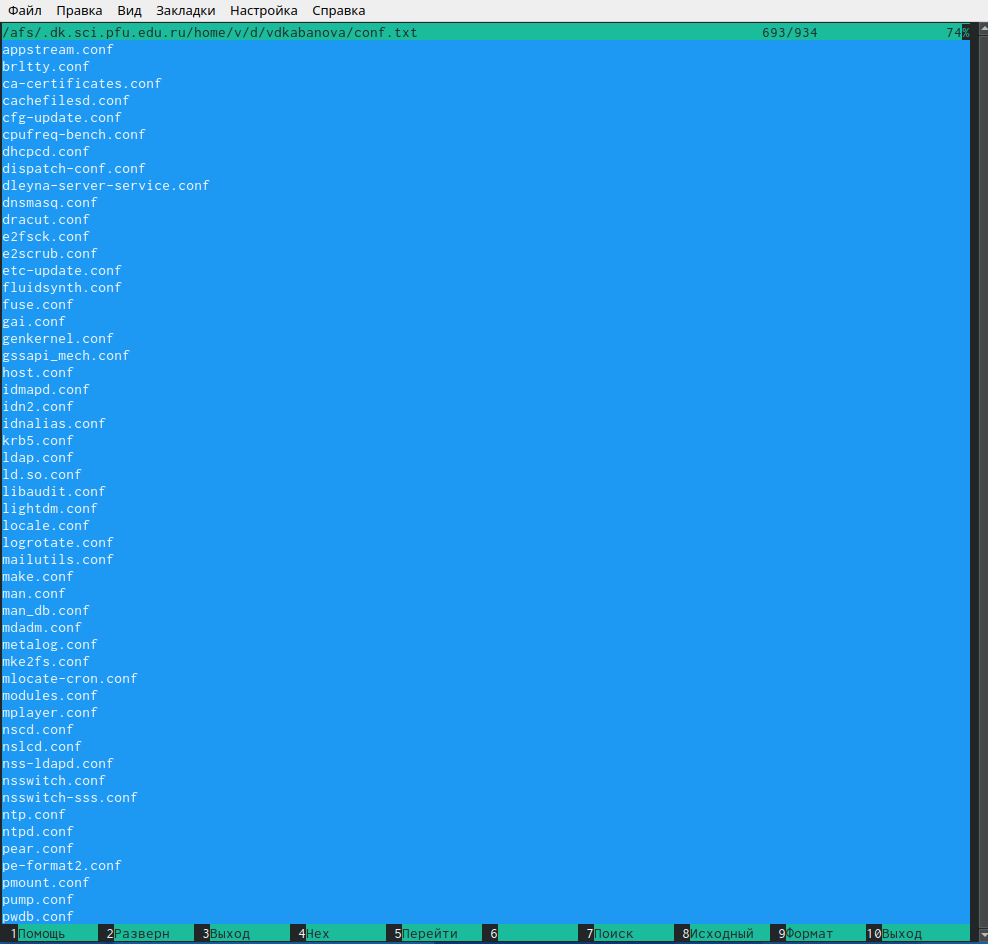 Файл Правка Вид Закладки Настройка Справка
/afs/.dk.sci.pfu.edu.ru/home/v/d/vdkabanova/conf.txt 693/934 74%
appstream.conf
brltty.conf
ca-certificates.conf
cachefilesd.conf
cfg-update.conf
cpufreq-bench.conf
dhcpcd.conf
dispatch-conf.conf
dleyna-server-service.conf
dnsmasq.conf
dracut.conf
e2fsck.conf
e2scrub.conf
etc-update.conf
fluidsynth.conf
fuse.conf
gai.conf
genkernel.conf
gssapi_mech.conf
host.conf
idmapd.conf
idn2.conf
idnalias.conf
krb5.conf
ldap.conf
ld.so.conf
libaudit.conf
lightdm.conf
locale.conf
logrotate.conf
mailutils.conf
make.conf
man.conf
man_db.conf
mdadm.conf
metalog.conf
mke2fs.conf
mlocate-cron.conf
modules.conf
mplayer.conf
nscd.conf
nslcd.conf
nss-ldapd.conf
nsswitch.conf
nsswitch-sss.conf
ntp.conf
ntpd.conf
pear.conf
pe-format2.conf
pmount.conf
pump.conf
pwdb.conf
1Помощь 2Разверн 3Выход 4Hex 5Перейти 6 7Поиск 8Исходный 9Формат 10Выход